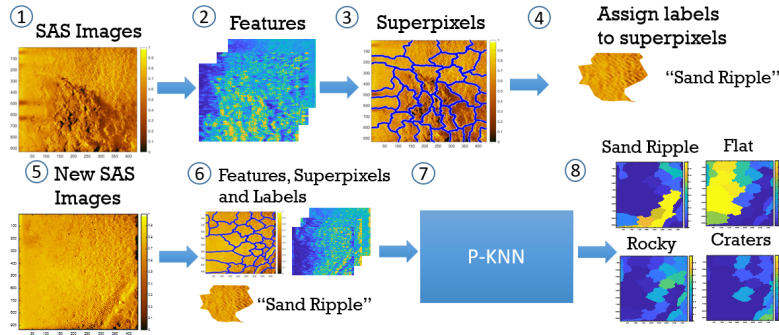 1
SAS Images
2
Features
3
Superpixels
4
Assign labels
to superpixels
"Sand Ripple"
5
New SAS
Images
6
Features, Superpixels
and Labels
"Sand Ripple"
7
P-KNN
8
Sand Ripple
Flat
Rocky
Craters